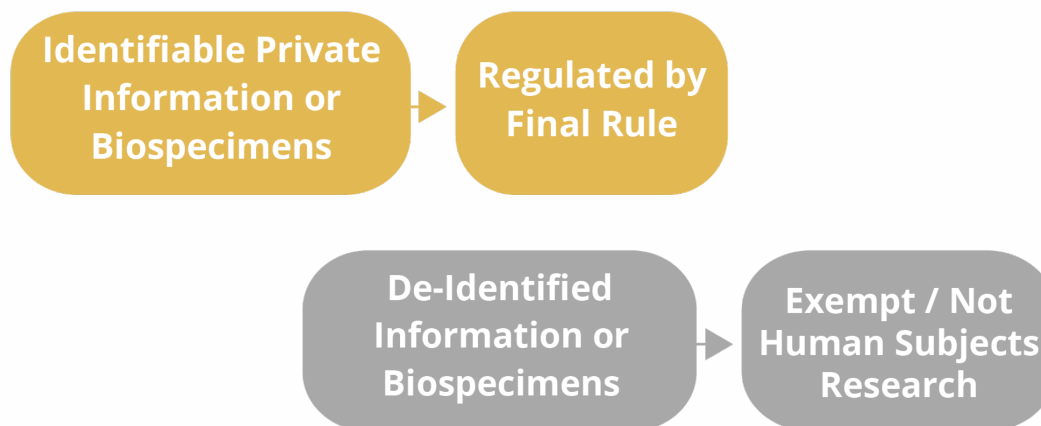 Identifiable Private
Information or
Biospecimens
Regulated by
Final Rule
De-Identified
Information or
Biospecimens
Exempt / Not
Human Subjects
Research